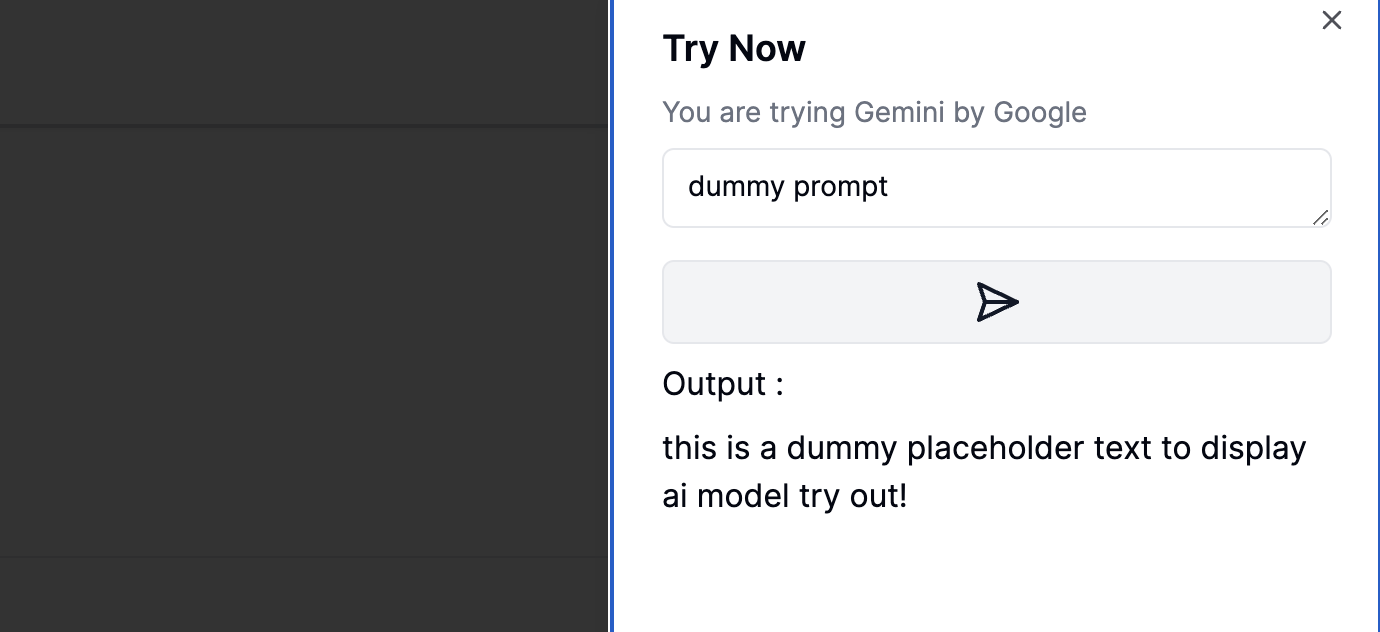 Try Now
You are trying Gemini by Google
dummy prompt
Output :
this is a dummy placeholder text to display
ai model try out!